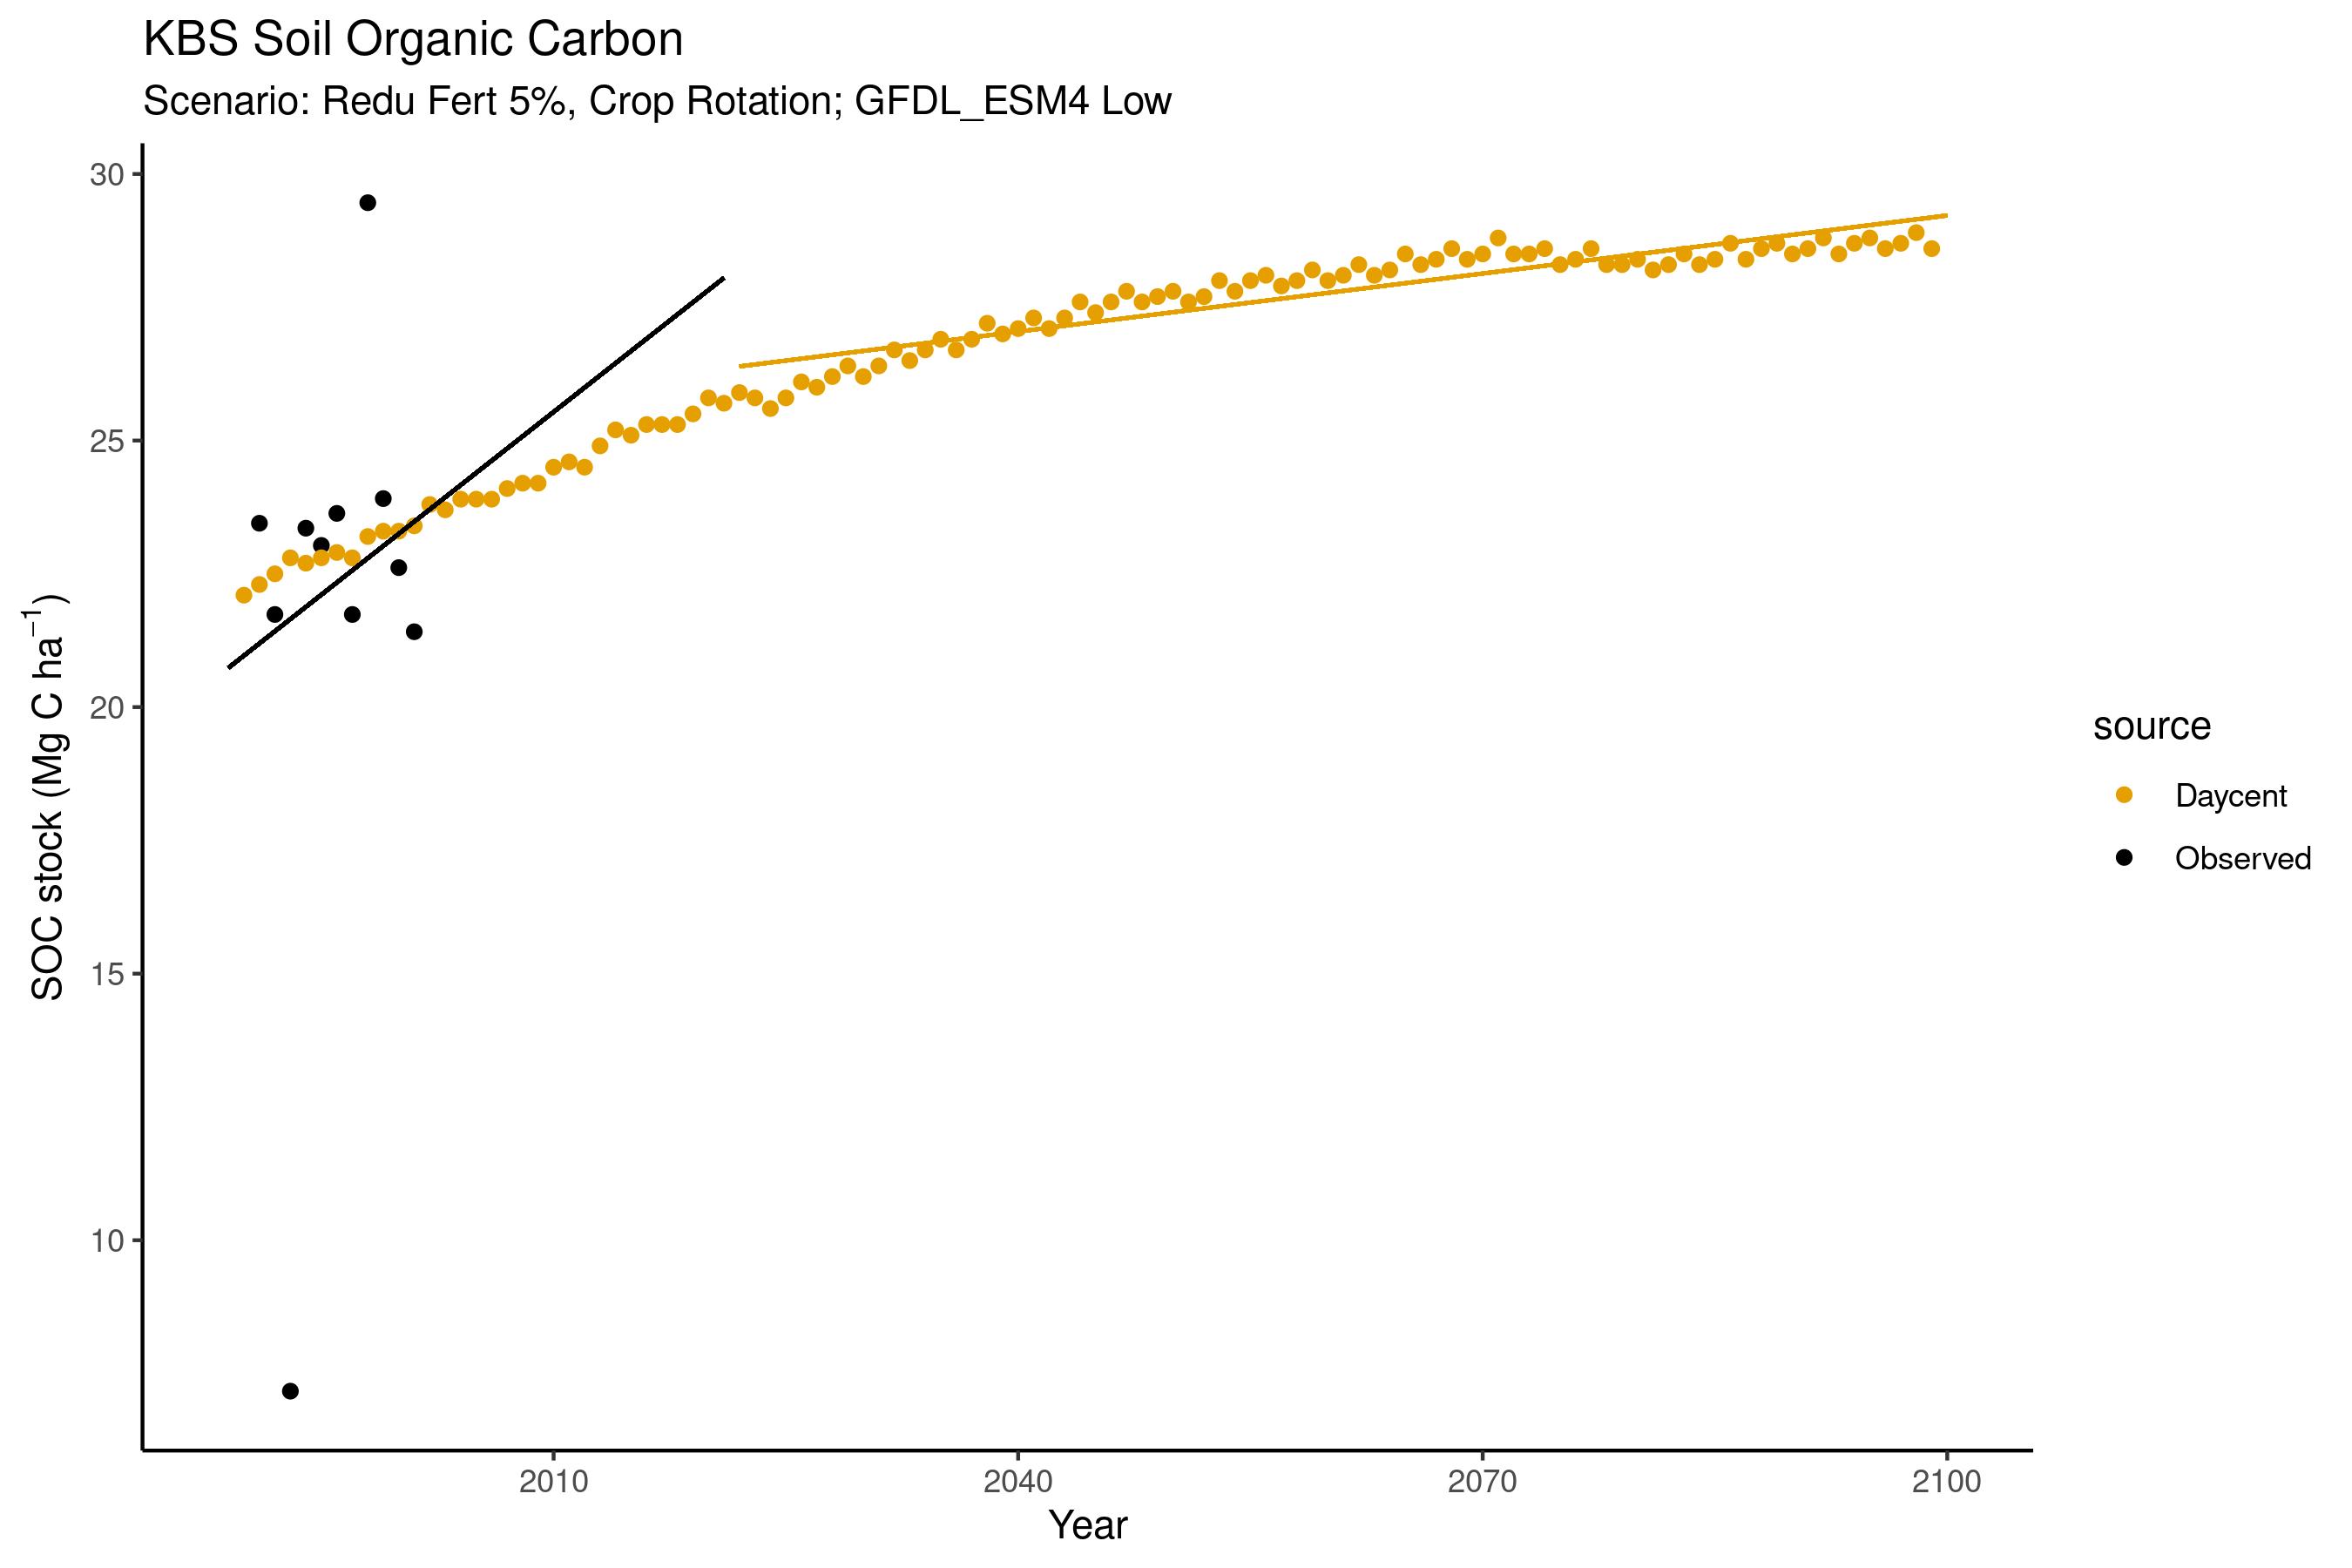 KBS Soil Organic Carbon
Scenario: Redu Fert 5%, Crop Rotation; GFDL_ESM4 Low
30
25
20
15
10
SOC stock (Mg C ha⁻¹)
2010 2040 2070 2100
Year
source
Daycent
Observed